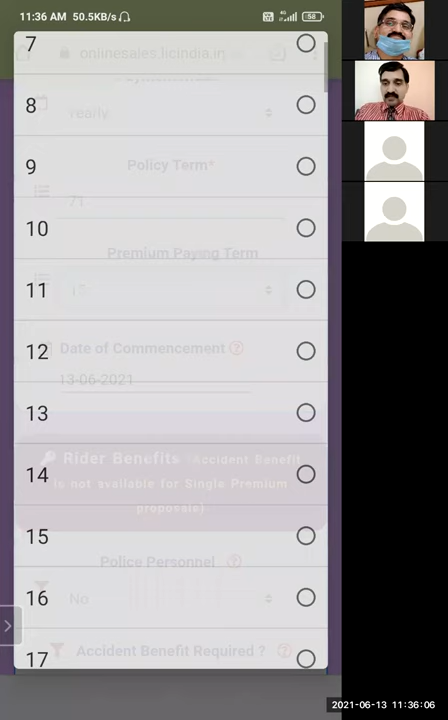 11:36 AM 50.5KB/s 4G 58
7
onlinesales.licindia.in
8
Yearly
9
Policy Term*
71
10
Premium Paying Term
11
12
Date of Commencement ?
13-06-2021
13
Rider Benefits (Accident Benefit
14
is not available for Single Premium
proposals)
15
Police Personnel ?
16
No
17
Accident Benefit Required ? ?
2021-06-13 11:36:06